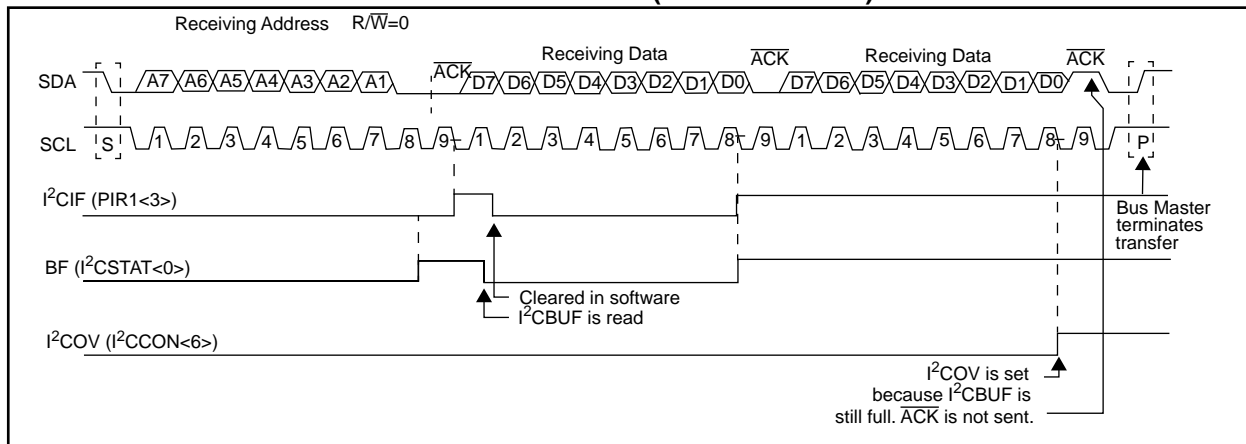 Receiving Address R/W̅=0
Receiving Data
Receiving Data
A̅C̅K̅
A̅C̅K̅
A̅C̅K̅
SDA
A7 A6 A5 A4 A3 A2 A1
D7 D6 D5 D4 D3 D2 D1 D0
D7 D6 D5 D4 D3 D2 D1 D0
SCL
S
1 2 3 4 5 6 7 8 9
1 2 3 4 5 6 7 8 9
1 2 3 4 5 6 7 8 9
P
I²CIF (PIR1<3>)
Bus Master
terminates
transfer
BF (I²CSTAT<0>)
Cleared in software
I²CBUF is read
I²COV (I²CCON<6>)
I²COV is set
because I²CBUF is
still full. A̅C̅K̅ is not sent.